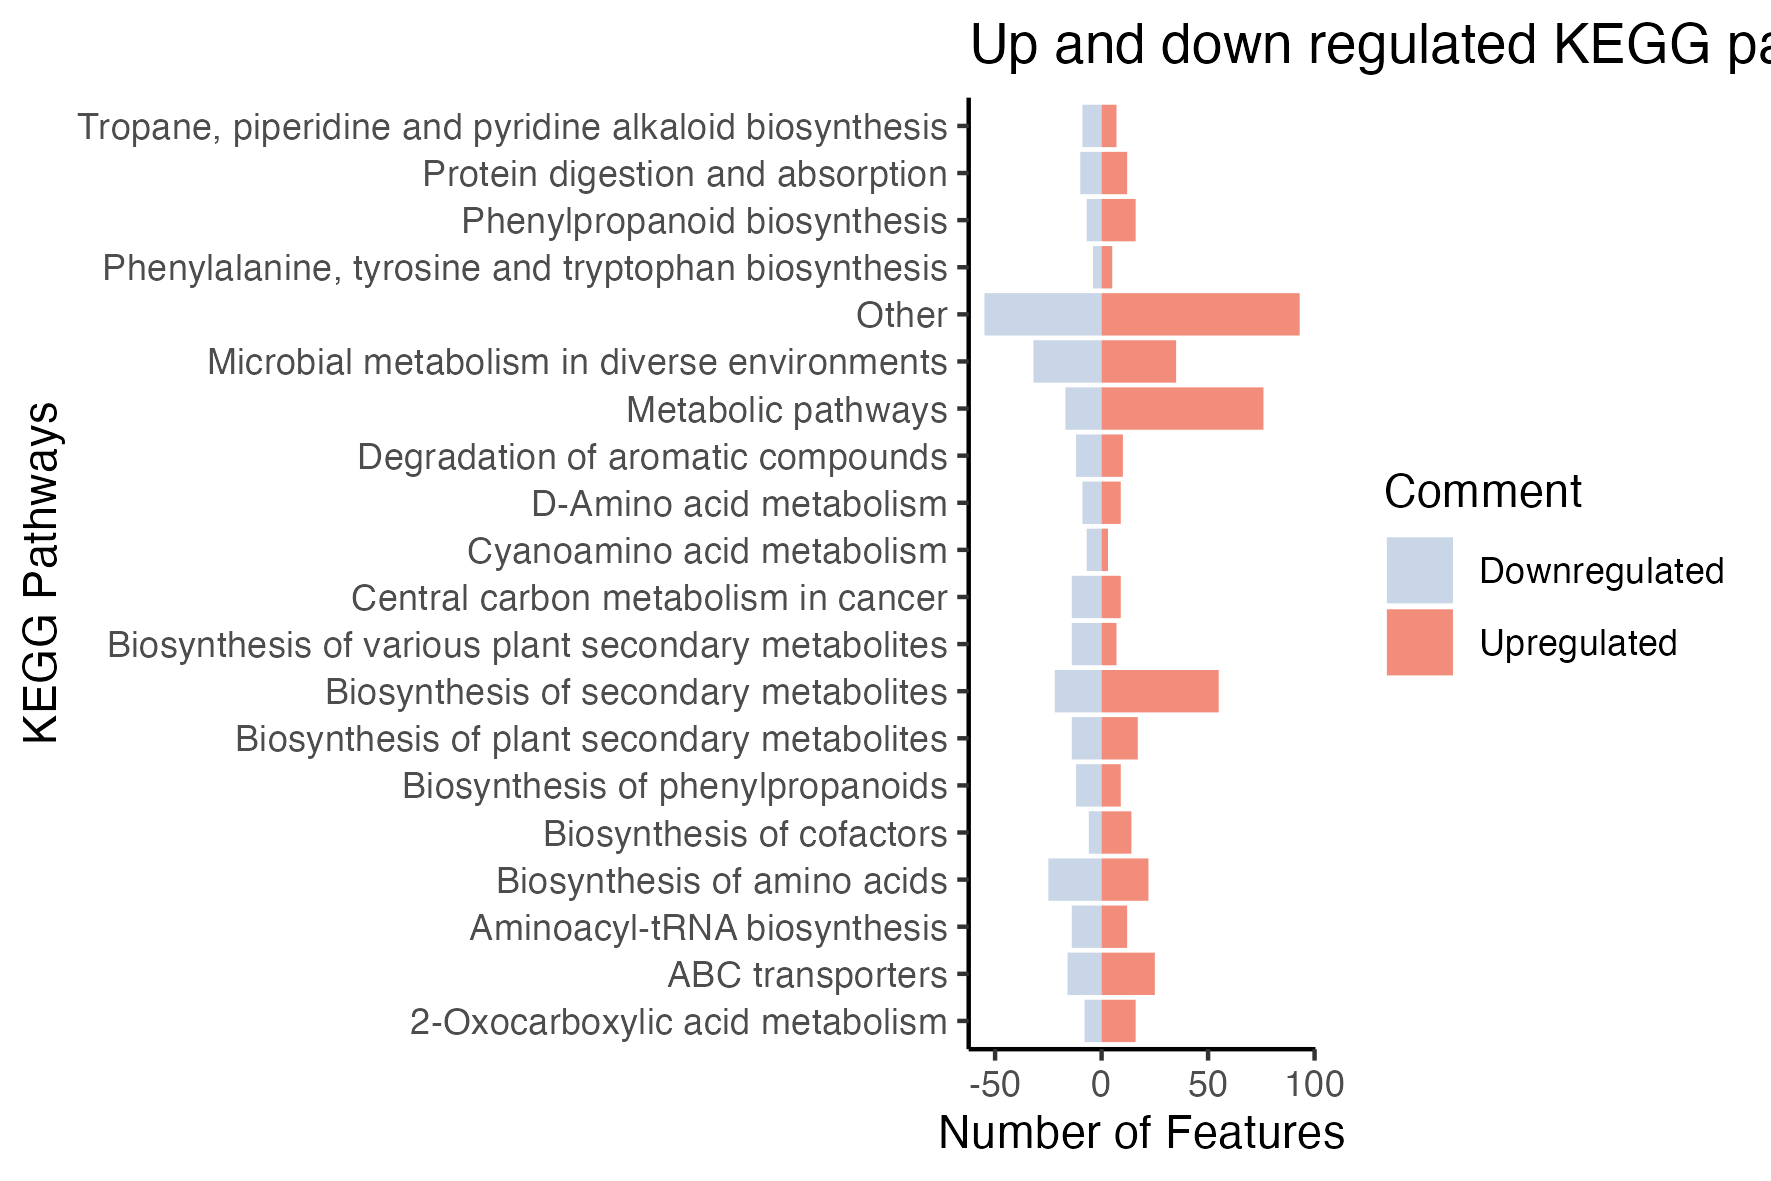 Up and down regulated KEGG pa
Tropane, piperidine and pyridine alkaloid biosynthesis
Protein digestion and absorption
Phenylpropanoid biosynthesis
Phenylalanine, tyrosine and tryptophan biosynthesis
Other
Microbial metabolism in diverse environments
Metabolic pathways
Degradation of aromatic compounds
D-Amino acid metabolism
Cyanoamino acid metabolism
Central carbon metabolism in cancer
Biosynthesis of various plant secondary metabolites
Biosynthesis of secondary metabolites
Biosynthesis of plant secondary metabolites
Biosynthesis of phenylpropanoids
Biosynthesis of cofactors
Biosynthesis of amino acids
Aminoacyl-tRNA biosynthesis
ABC transporters
2-Oxocarboxylic acid metabolism
KEGG Pathways
-50 0 50 100
Number of Features
Comment
Downregulated
Upregulated